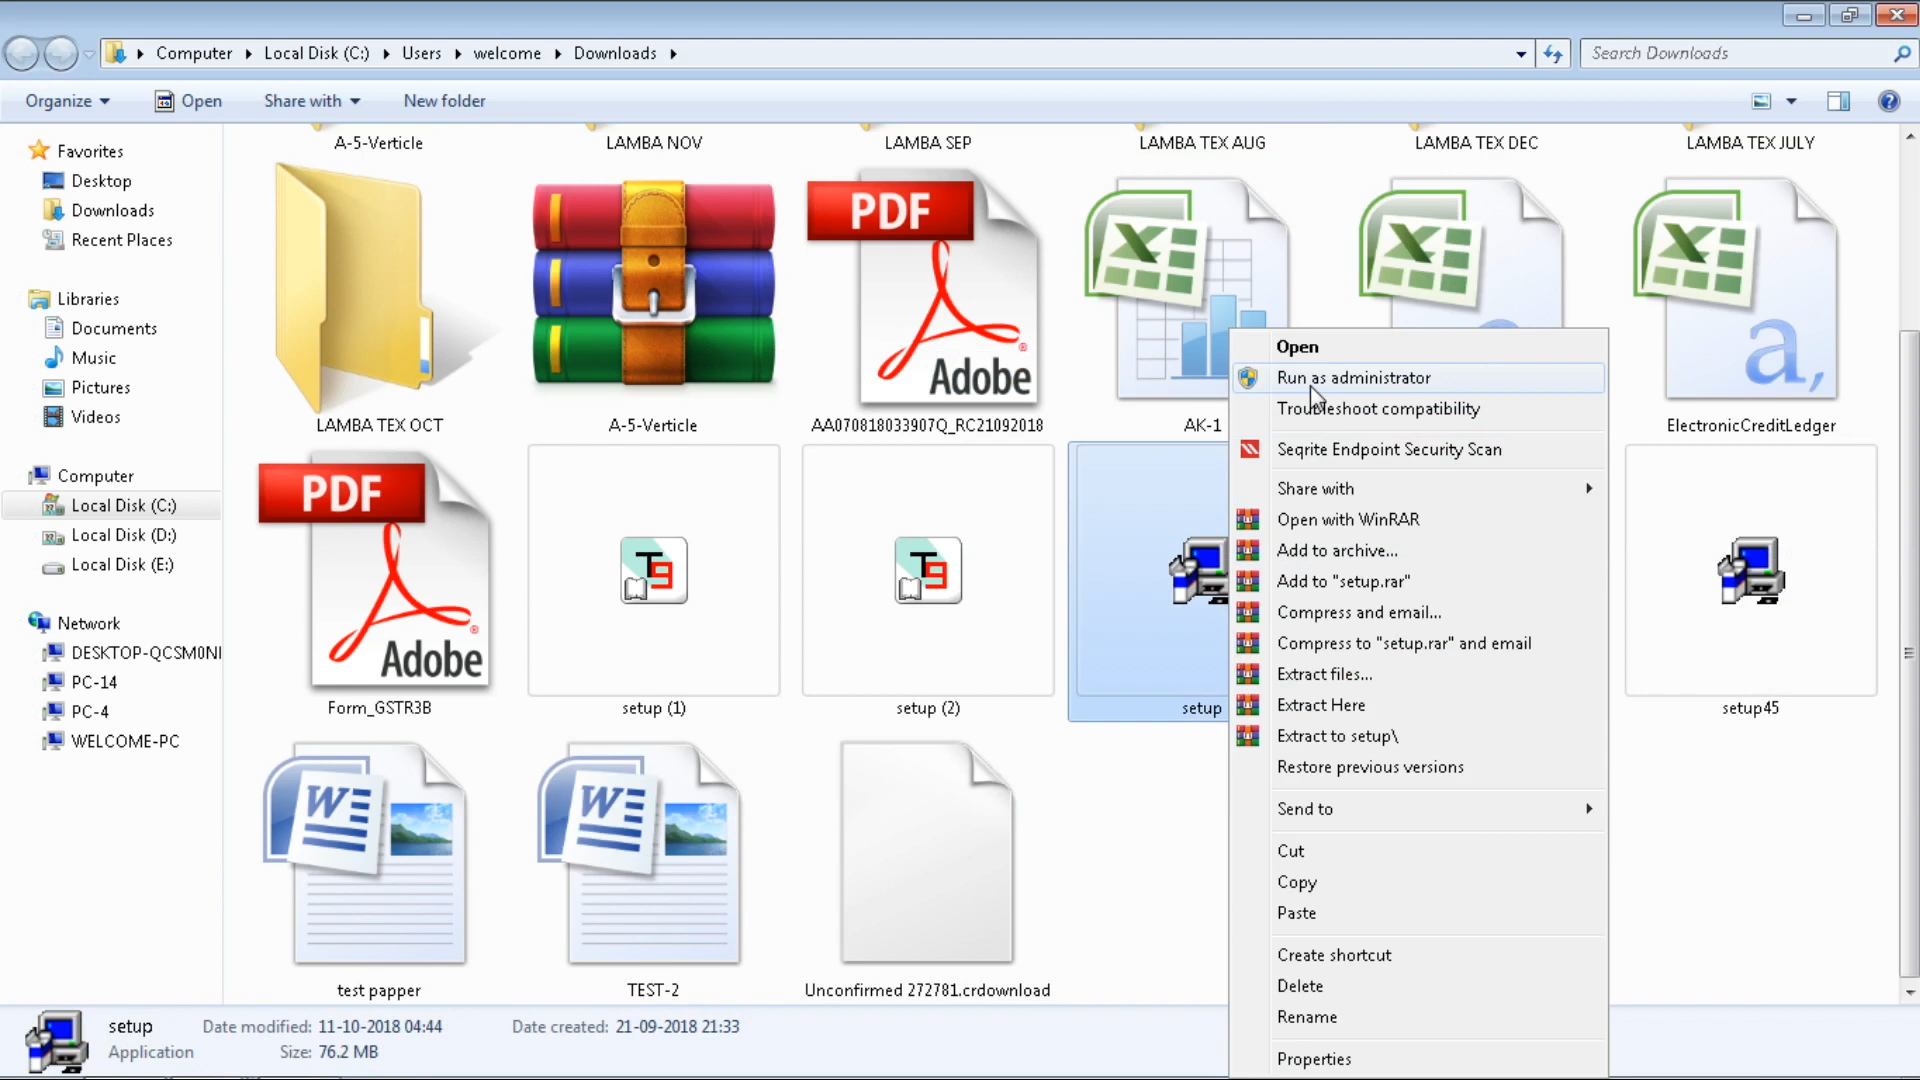 Computer
Local Disk (C:)
Users
welcome
Downloads
Search Downloads
Organize
Open
Share with
New folder
Favorites
Desktop
Downloads
Recent Places
Libraries
Documents
Music
Pictures
Videos
Computer
Local Disk (C:)
Local Disk (D:)
Local Disk (E:)
Network
DESKTOP-QCSM0NI
PC-14
PC-4
WELCOME-PC
A-5-Verticle
LAMBA NOV
LAMBA SEP
LAMBA TEX AUG
LAMBA TEX DEC
LAMBA TEX JULY
PDF
Adobe
a,
LAMBA TEX OCT
A-5-Verticle
AA070818033907Q_RC21092018
AK-1
ElectronicCreditLedger
PDF
Adobe
T9
T9
Form_GSTR3B
setup (1)
setup (2)
setup
setup45
W
W
test papper
TEST-2
Unconfirmed 272781.crdownload
Open
Run as administrator
Troubleshoot compatibility
Seqrite Endpoint Security Scan
Share with
Open with WinRAR
Add to archive...
Add to "setup.rar"
Compress and email...
Compress to "setup.rar" and email
Extract files...
Extract Here
Extract to setup\
Restore previous versions
Send to
Cut
Copy
Paste
Create shortcut
Delete
Rename
Properties
setup
Date modified: 11-10-2018 04:44
Date created: 21-09-2018 21:33
Application
Size: 76.2 MB